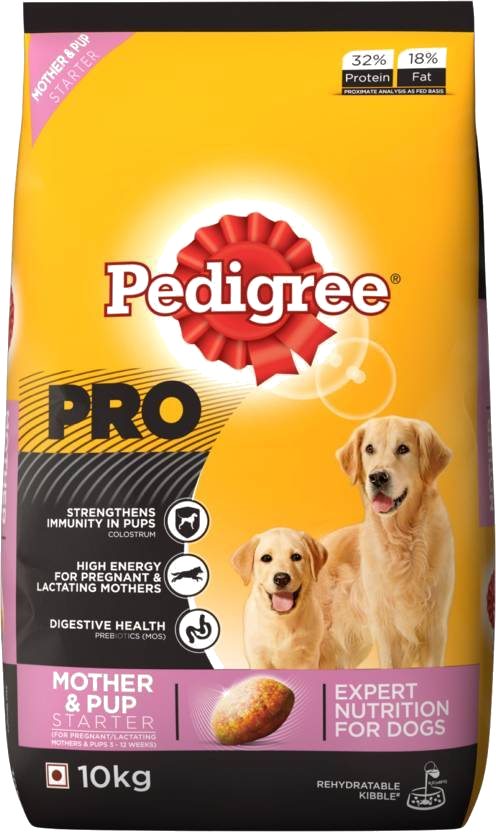 MOTHER & PUP
STARTER
32% 18%
Protein Fat
PROXIMATE ANALYSIS AS FED BASIS
Pedigree®
PRO
STRENGTHENS
IMMUNITY IN PUPS
COLOSTRUM
HIGH ENERGY
FOR PREGNANT &
LACTATING MOTHERS
DIGESTIVE HEALTH
PREBIOTICS (MOS)
MOTHER
& PUP
STARTER
(FOR PREGNANT/LACTATING
MOTHERS & PUPS 3 - 12 WEEKS)
EXPERT
NUTRITION
FOR DOGS
10kg
REHYDRATABLE
KIBBLE#